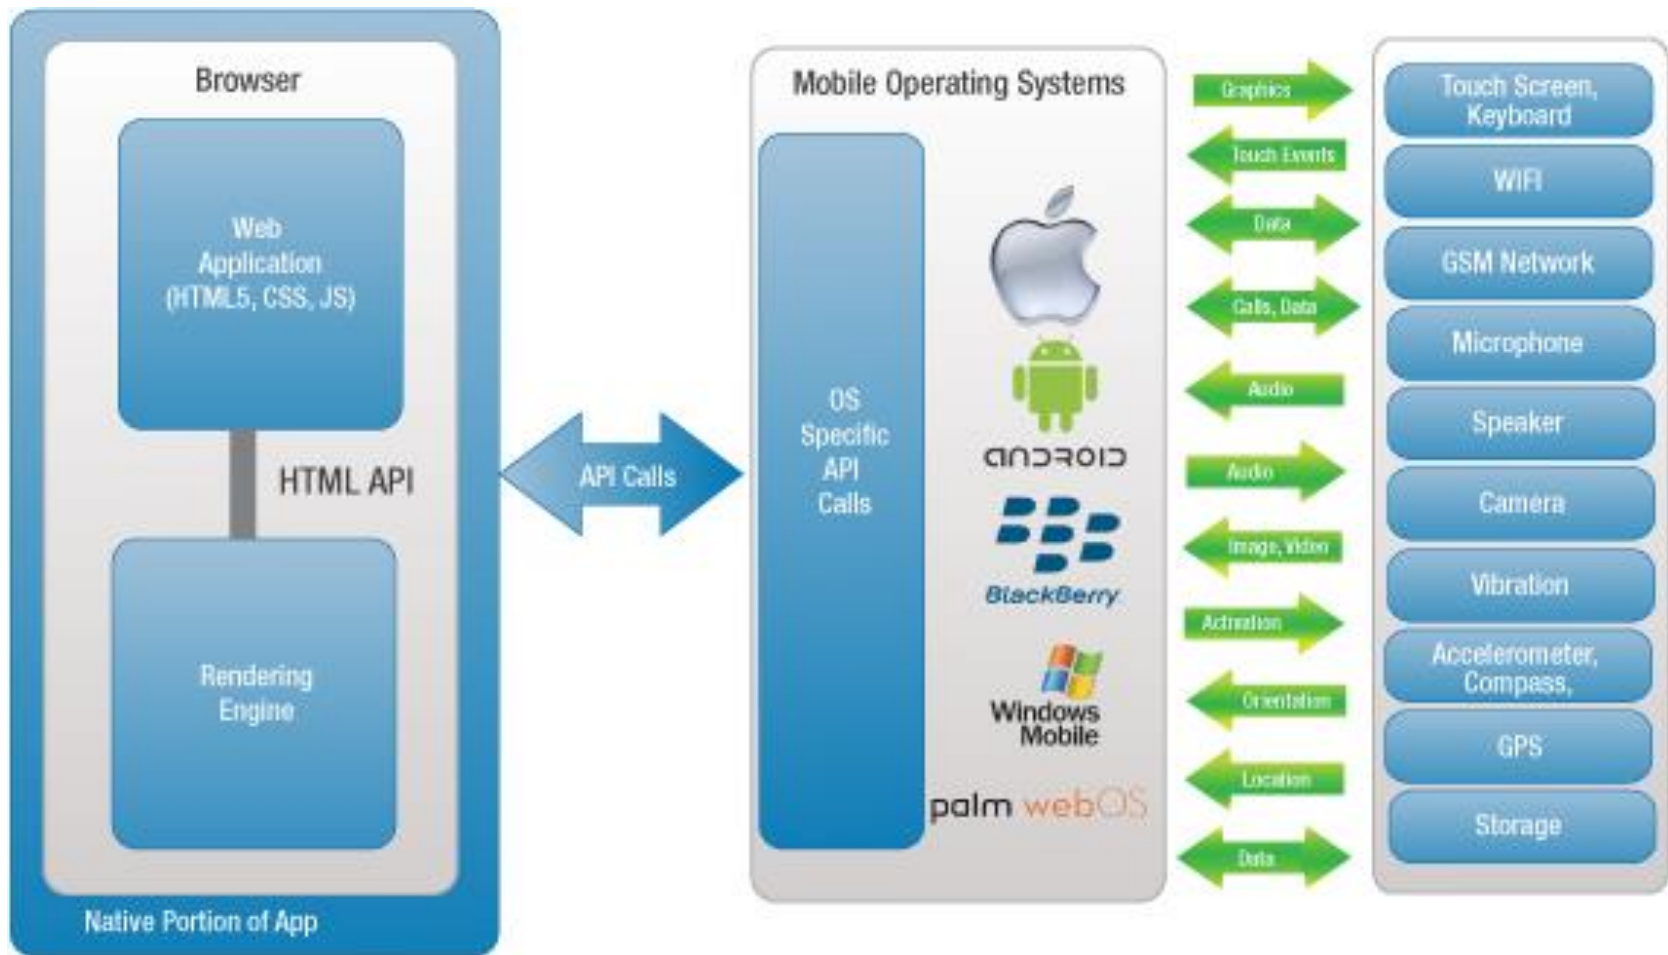 Browser
Web
Application
(HTML5, CSS, JS)
HTML API
Rendering
Engine
Native Portion of App
API Calls
Mobile Operating Systems
OS
Specific
API
Calls
ANDROID
BlackBerry
Windows
Mobile
palm webOS
Graphics
Touch Events
Data
Calls, Data
Audio
Audio
Image, Video
Activation
Orientation
Location
Data
Touch Screen,
Keyboard
WIFI
GSM Network
Microphone
Speaker
Camera
Vibration
Accelerometer,
Compass,
GPS
Storage